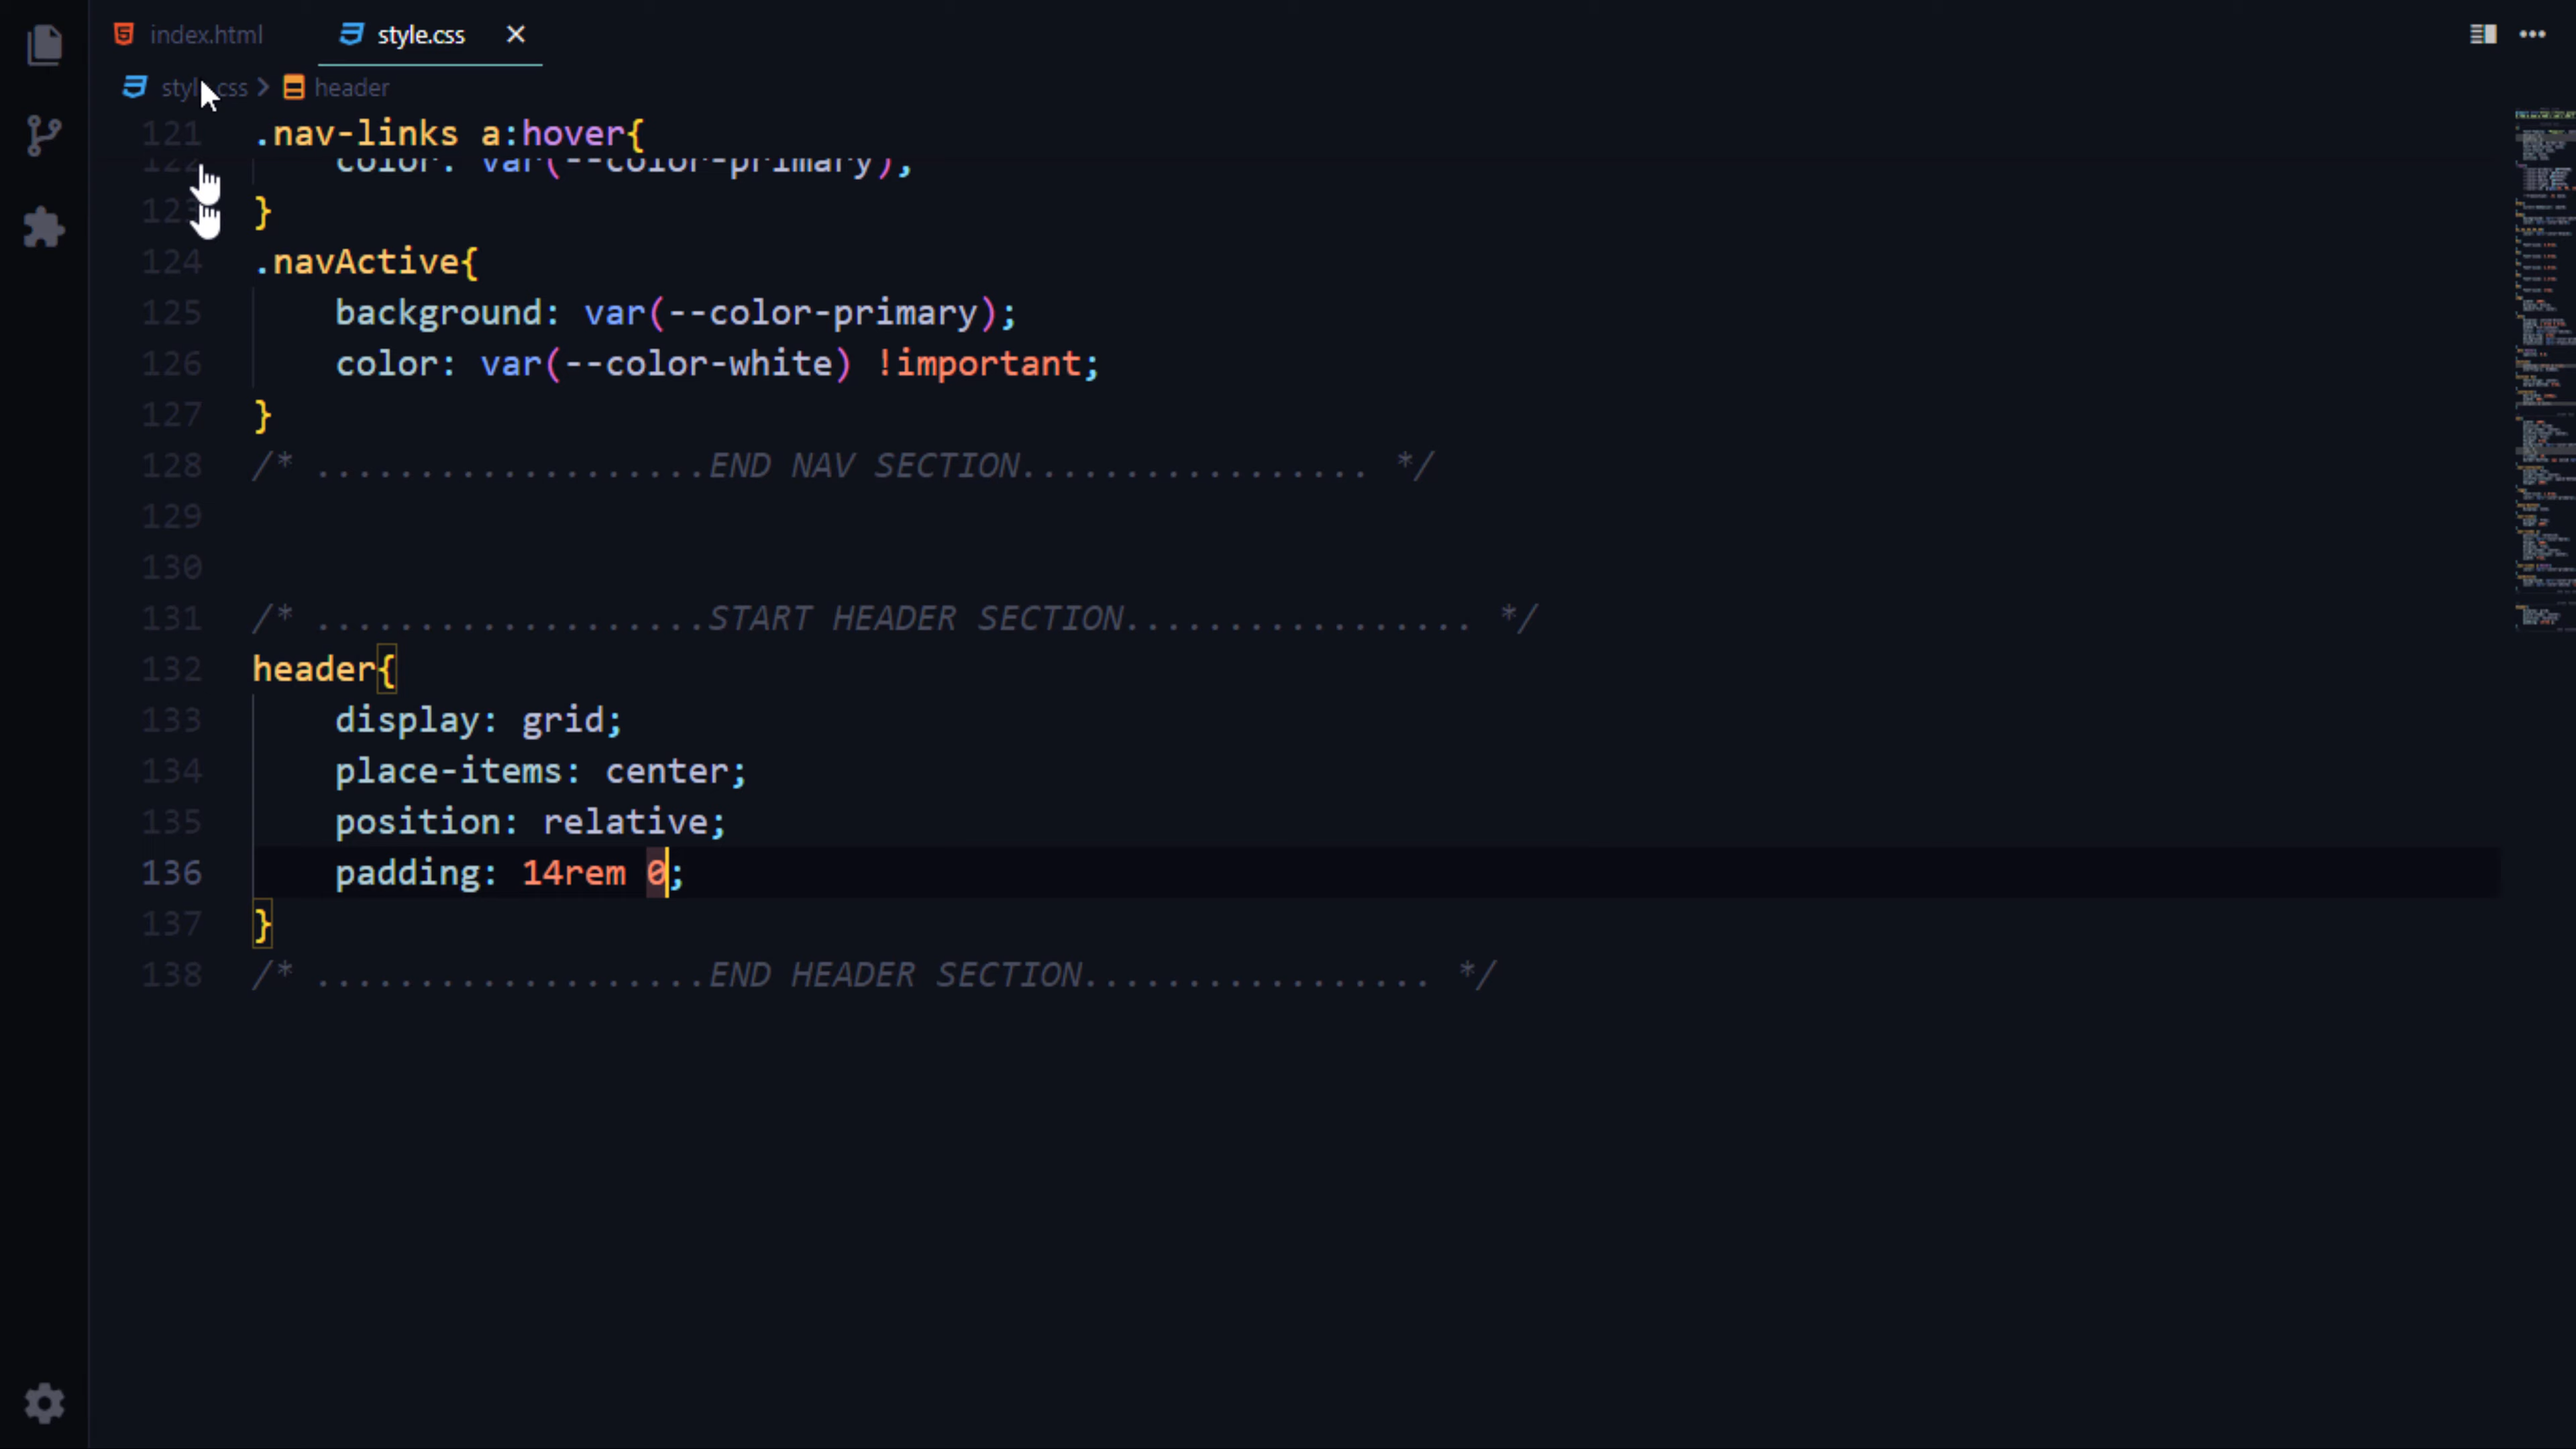 index.html style.css
style.css > header
121 .nav-links a:hover{
122 color: var(--color-primary);
123 }
124 .navActive{
125 background: var(--color-primary);
126 color: var(--color-white) !important;
127 }
128 /* ...................END NAV SECTION................. */
129
130
131 /* ...................START HEADER SECTION................. */
132 header{
133 display: grid;
134 place-items: center;
135 position: relative;
136 padding: 14rem 0;
137 }
138 /* ...................END HEADER SECTION................. */